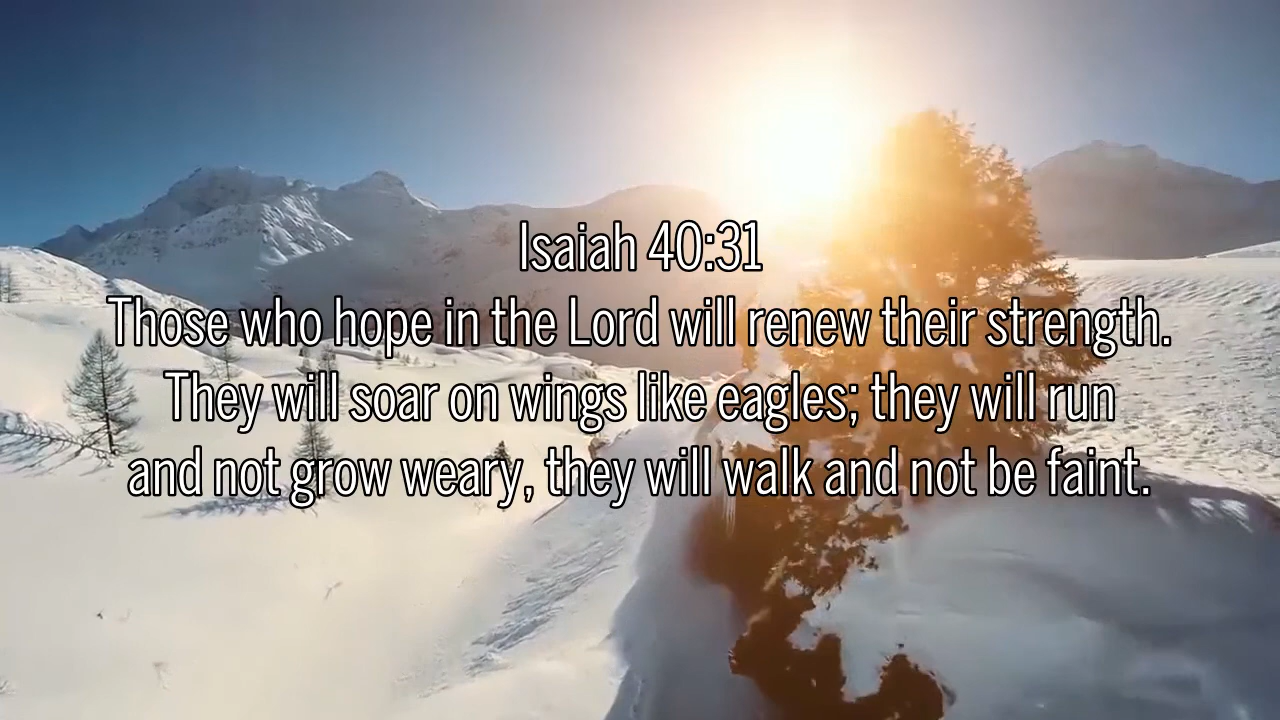 Isaiah 40:31
Those who hope in the Lord will renew their strength.
They will soar on wings like eagles; they will run
and not grow weary, they will walk and not be faint.